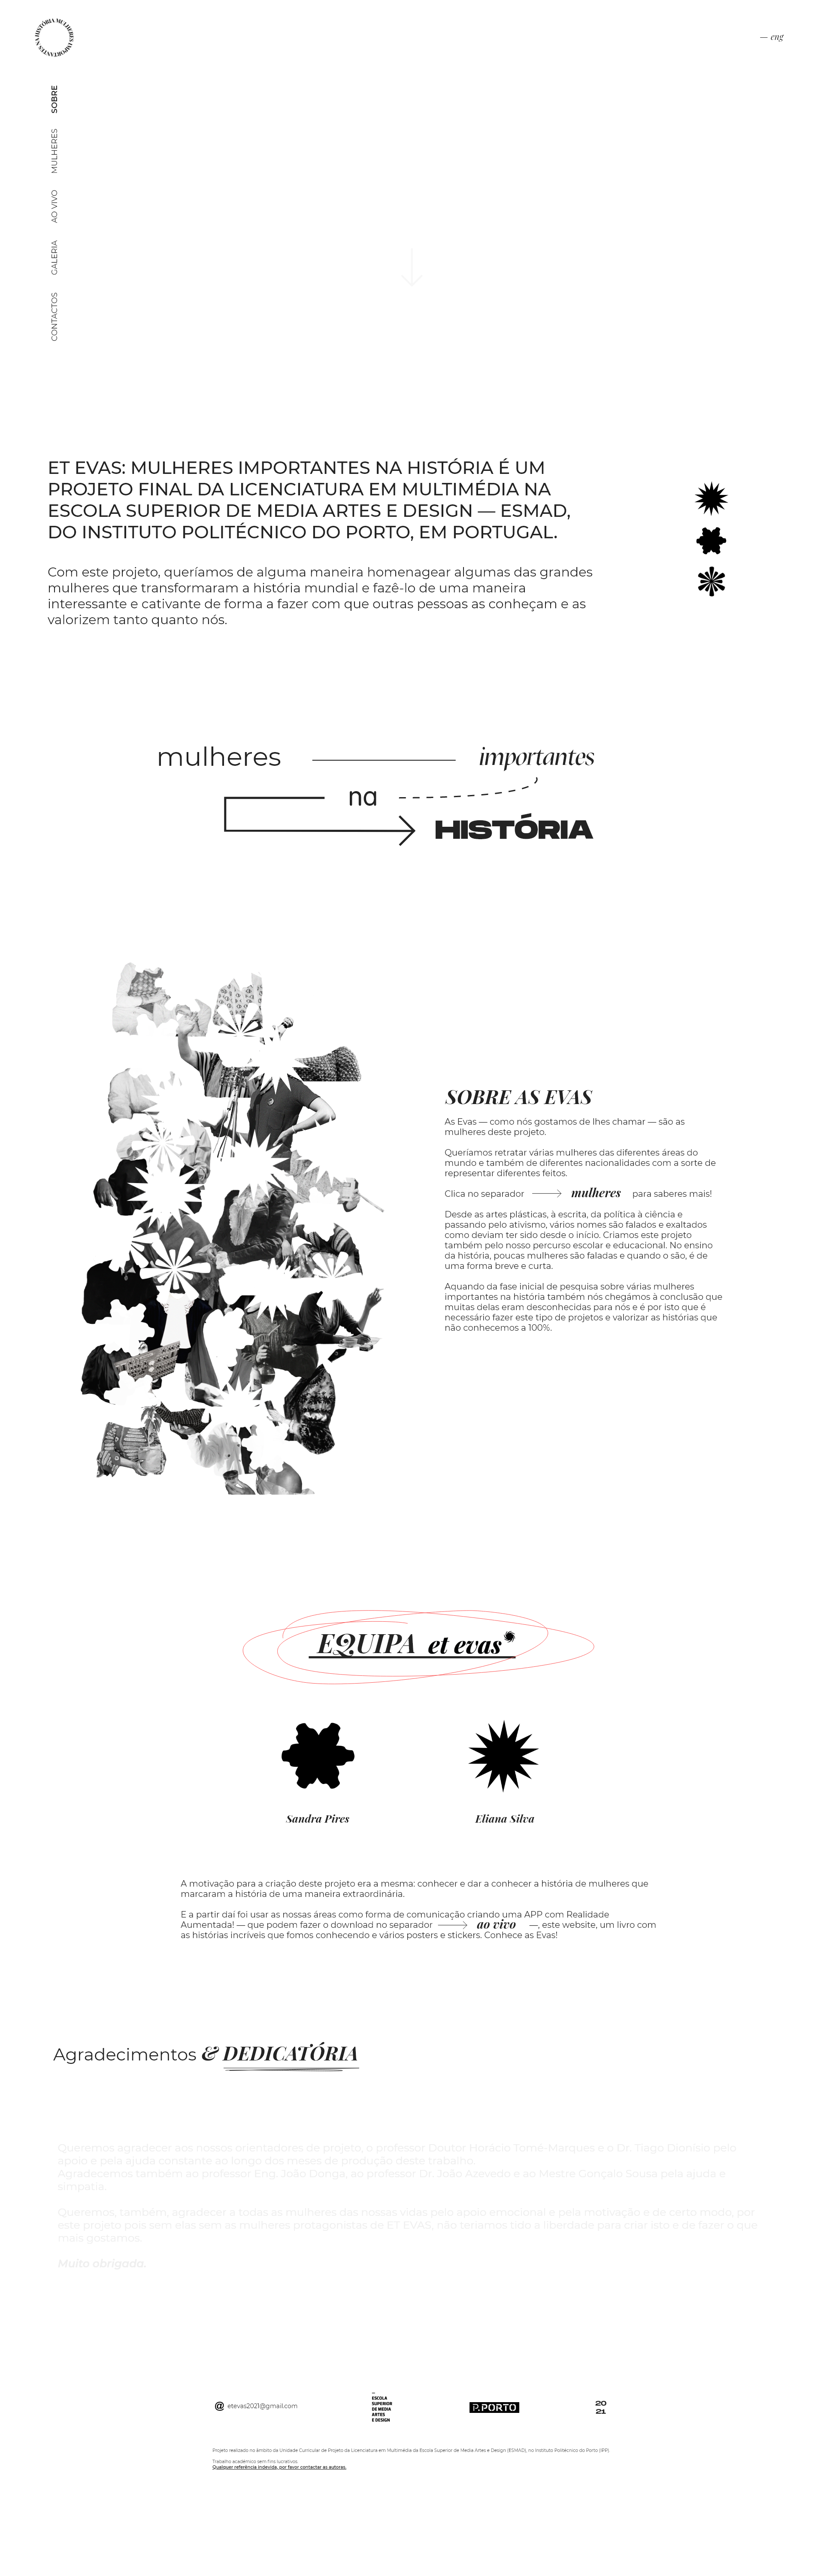 MULHERES IMPORTANTES NA HISTÓRIA
— eng
SOBRE
MULHERES
AO VIVO
GALERIA
CONTACTOS
ET EVAS: MULHERES IMPORTANTES NA HISTÓRIA É UM
PROJETO FINAL DA LICENCIATURA EM MULTIMÉDIA NA
ESCOLA SUPERIOR DE MEDIA ARTES E DESIGN — ESMAD,
DO INSTITUTO POLITÉCNICO DO PORTO, EM PORTUGAL.
Com este projeto, queríamos de alguma maneira homenagear algumas das grandes
mulheres que transformaram a história mundial e fazê-lo de uma maneira
interessante e cativante de forma a fazer com que outras pessoas as conheçam e as
valorizem tanto quanto nós.
mulheres importantes
na
HISTÓRIA
SOBRE AS EVAS
As Evas — como nós gostamos de lhes chamar — são as
mulheres deste projeto.
Queríamos retratar várias mulheres das diferentes áreas do
mundo e também de diferentes nacionalidades com a sorte de
representar diferentes feitos.
Clica no separador mulheres para saberes mais!
Desde as artes plásticas, à escrita, da política à ciência e
passando pelo ativismo, vários nomes são falados e exaltados
como deviam ter sido desde o início. Criamos este projeto
também pelo nosso percurso escolar e educacional. No ensino
da história, poucas mulheres são faladas e quando o são, é de
uma forma breve e curta.
Aquando da fase inicial de pesquisa sobre várias mulheres
importantes na história também nós chegámos à conclusão que
muitas delas eram desconhecidas para nós e é por isto que é
necessário fazer este tipo de projetos e valorizar as histórias que
não conhecemos a 100%.
EQUIPA et evas
Sandra Pires
Eliana Silva
A motivação para a criação deste projeto era a mesma: conhecer e dar a conhecer a história de mulheres que
marcaram a história de uma maneira extraordinária.
E a partir daí foi usar as nossas áreas como forma de comunicação criando uma APP com Realidade
Aumentada! — que podem fazer o download no separador ao vivo —, este website, um livro com
as histórias incríveis que fomos conhecendo e vários posters e stickers. Conhece as Evas!
Agradecimentos & DEDICATÓRIA
Queremos agradecer aos nossos orientadores de projeto, o professor Doutor Horácio Tomé-Marques e o Dr. Tiago Dionísio pelo
apoio e pela ajuda constante ao longo dos meses de produção deste trabalho.
Agradecemos também ao professor Eng. João Donga, ao professor Dr. João Azevedo e ao Mestre Gonçalo Sousa pela ajuda e
simpatia.
Queremos, também, agradecer a todas as mulheres das nossas vidas pelo apoio emocional e pela motivação e de certo modo, por
este projeto pois sem elas sem as mulheres protagonistas de ET EVAS, não teríamos tido a liberdade para criar isto e de fazer o que
mais gostamos.
Muito obrigada.
@ etevas2021@gmail.com
ESCOLA
SUPERIOR
DE MEDIA
ARTES
E DESIGN
P.PORTO
20
21
Projeto realizado no âmbito da Unidade Curricular de Projeto da Licenciatura em Multimédia da Escola Superior de Media Artes e Design (ESMAD), no Instituto Politécnico do Porto (IPP).
Trabalho académico sem fins lucrativos.
Qualquer referência indevida, por favor contactar as autoras.